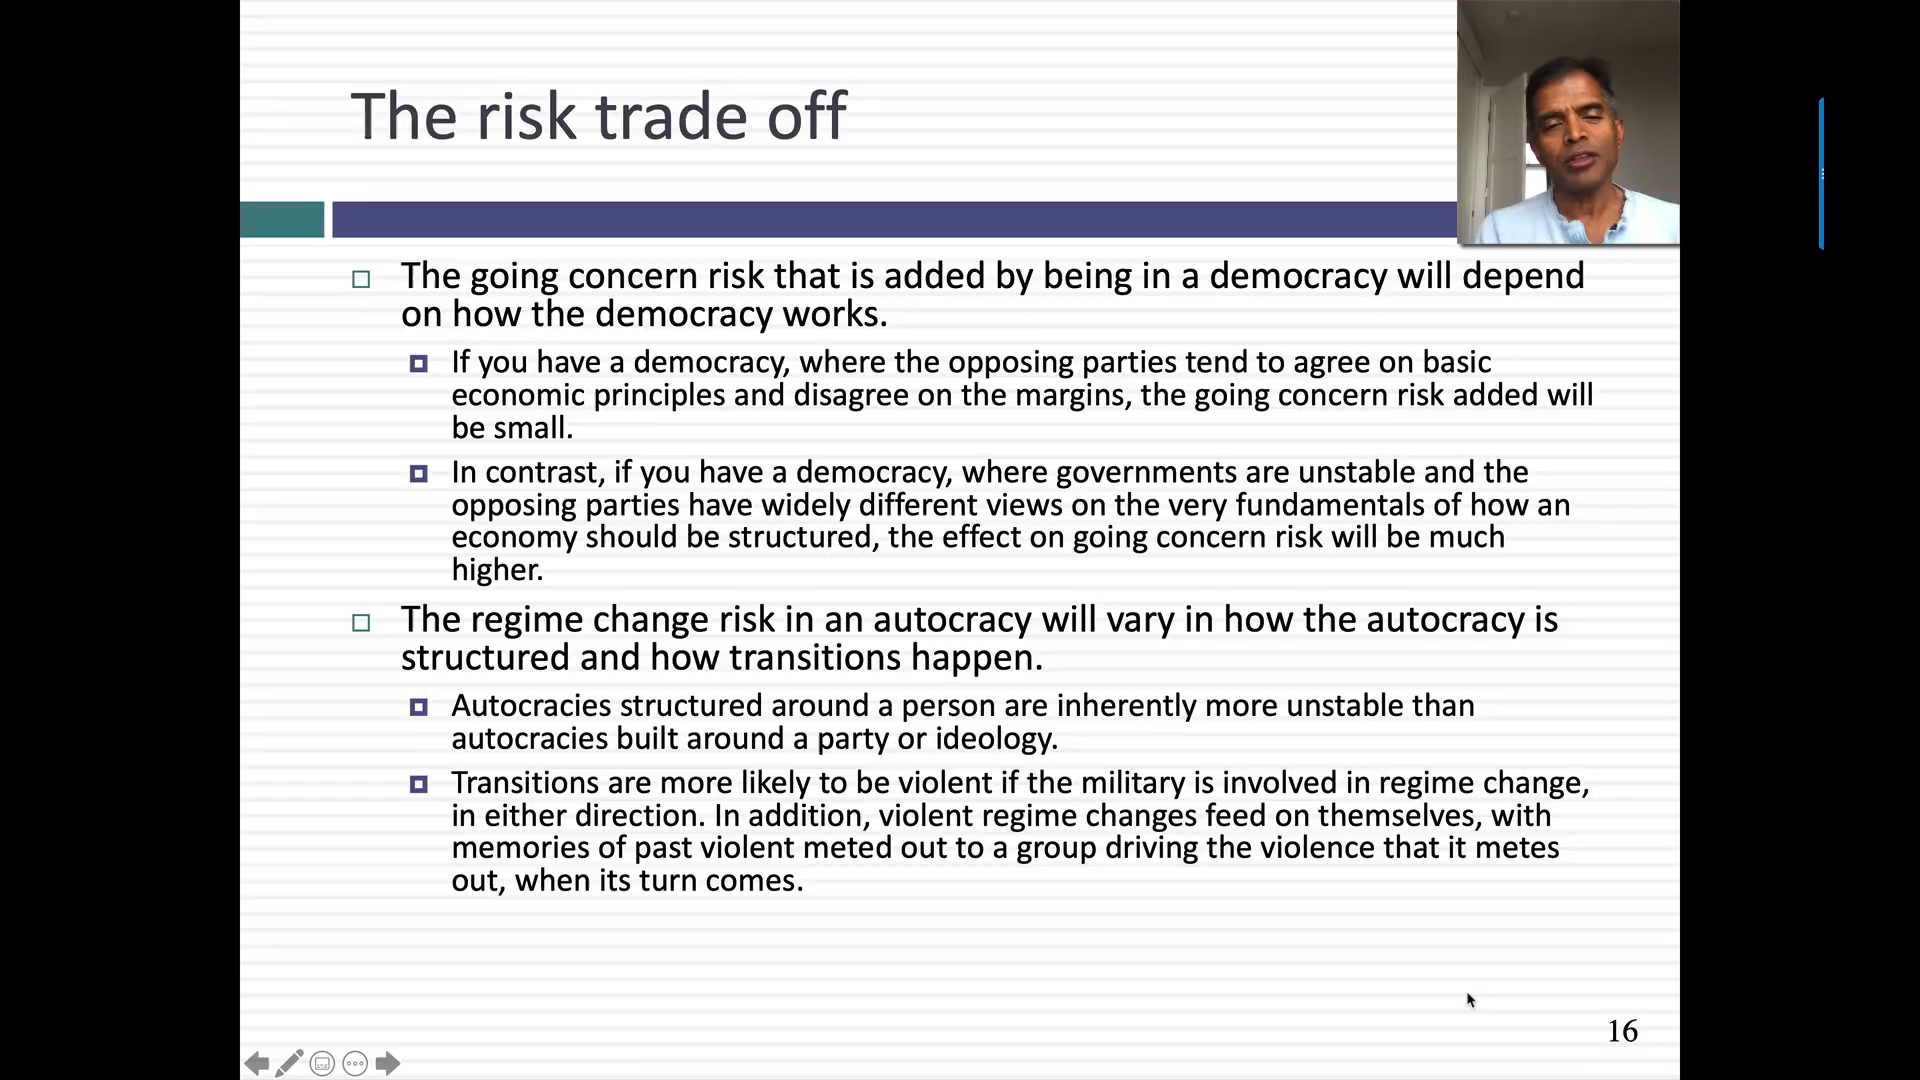 The risk trade off
The going concern risk that is added by being in a democracy will depend
on how the democracy works.
If you have a democracy, where the opposing parties tend to agree on basic
economic principles and disagree on the margins, the going concern risk added will
be small.
In contrast, if you have a democracy, where governments are unstable and the
opposing parties have widely different views on the very fundamentals of how an
economy should be structured, the effect on going concern risk will be much
higher.
The regime change risk in an autocracy will vary in how the autocracy is
structured and how transitions happen.
Autocracies structured around a person are inherently more unstable than
autocracies built around a party or ideology.
Transitions are more likely to be violent if the military is involved in regime change,
in either direction. In addition, violent regime changes feed on themselves, with
memories of past violent meted out to a group driving the violence that it metes
out, when its turn comes.
16